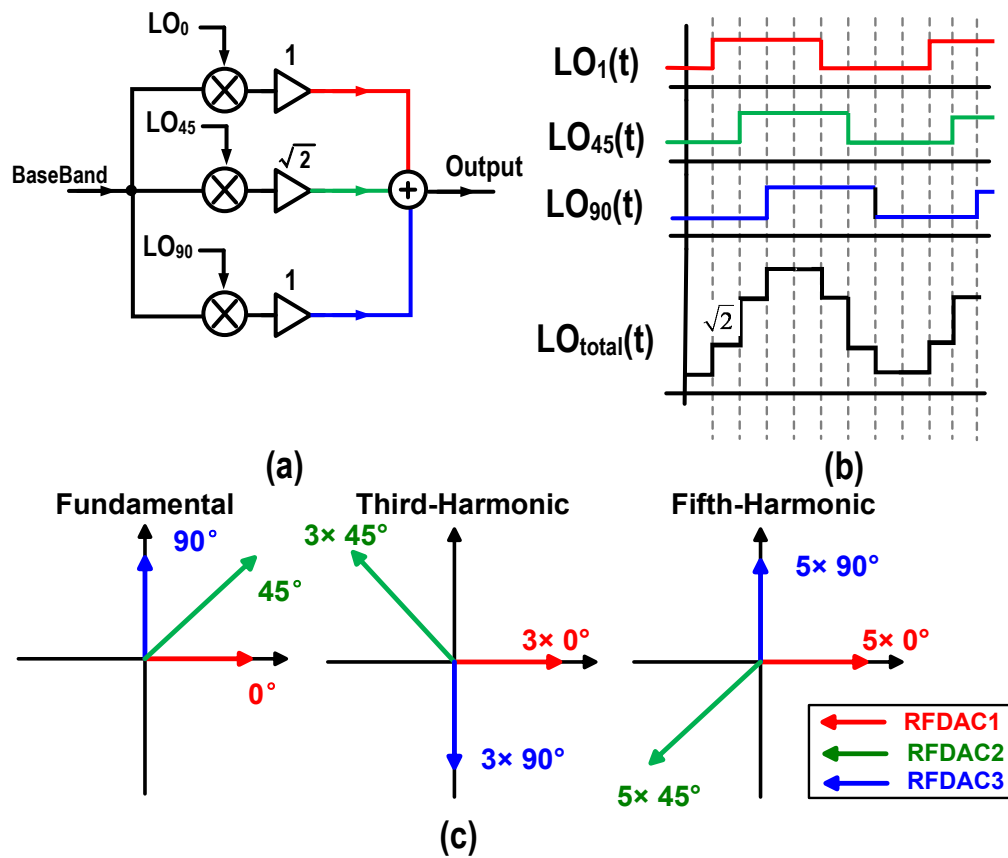 LO₀
1
LO₄₅
√2
BaseBand
Output
LO₉₀
1
(a)
LO₁(t)
LO₄₅(t)
LO₉₀(t)
√2
LOtotal(t)
(b)
Fundamental
90°
45°
0°
Third-Harmonic
3× 45°
3× 0°
3× 90°
Fifth-Harmonic
5× 90°
5× 0°
5× 45°
RFDAC1
RFDAC2
RFDAC3
(c)